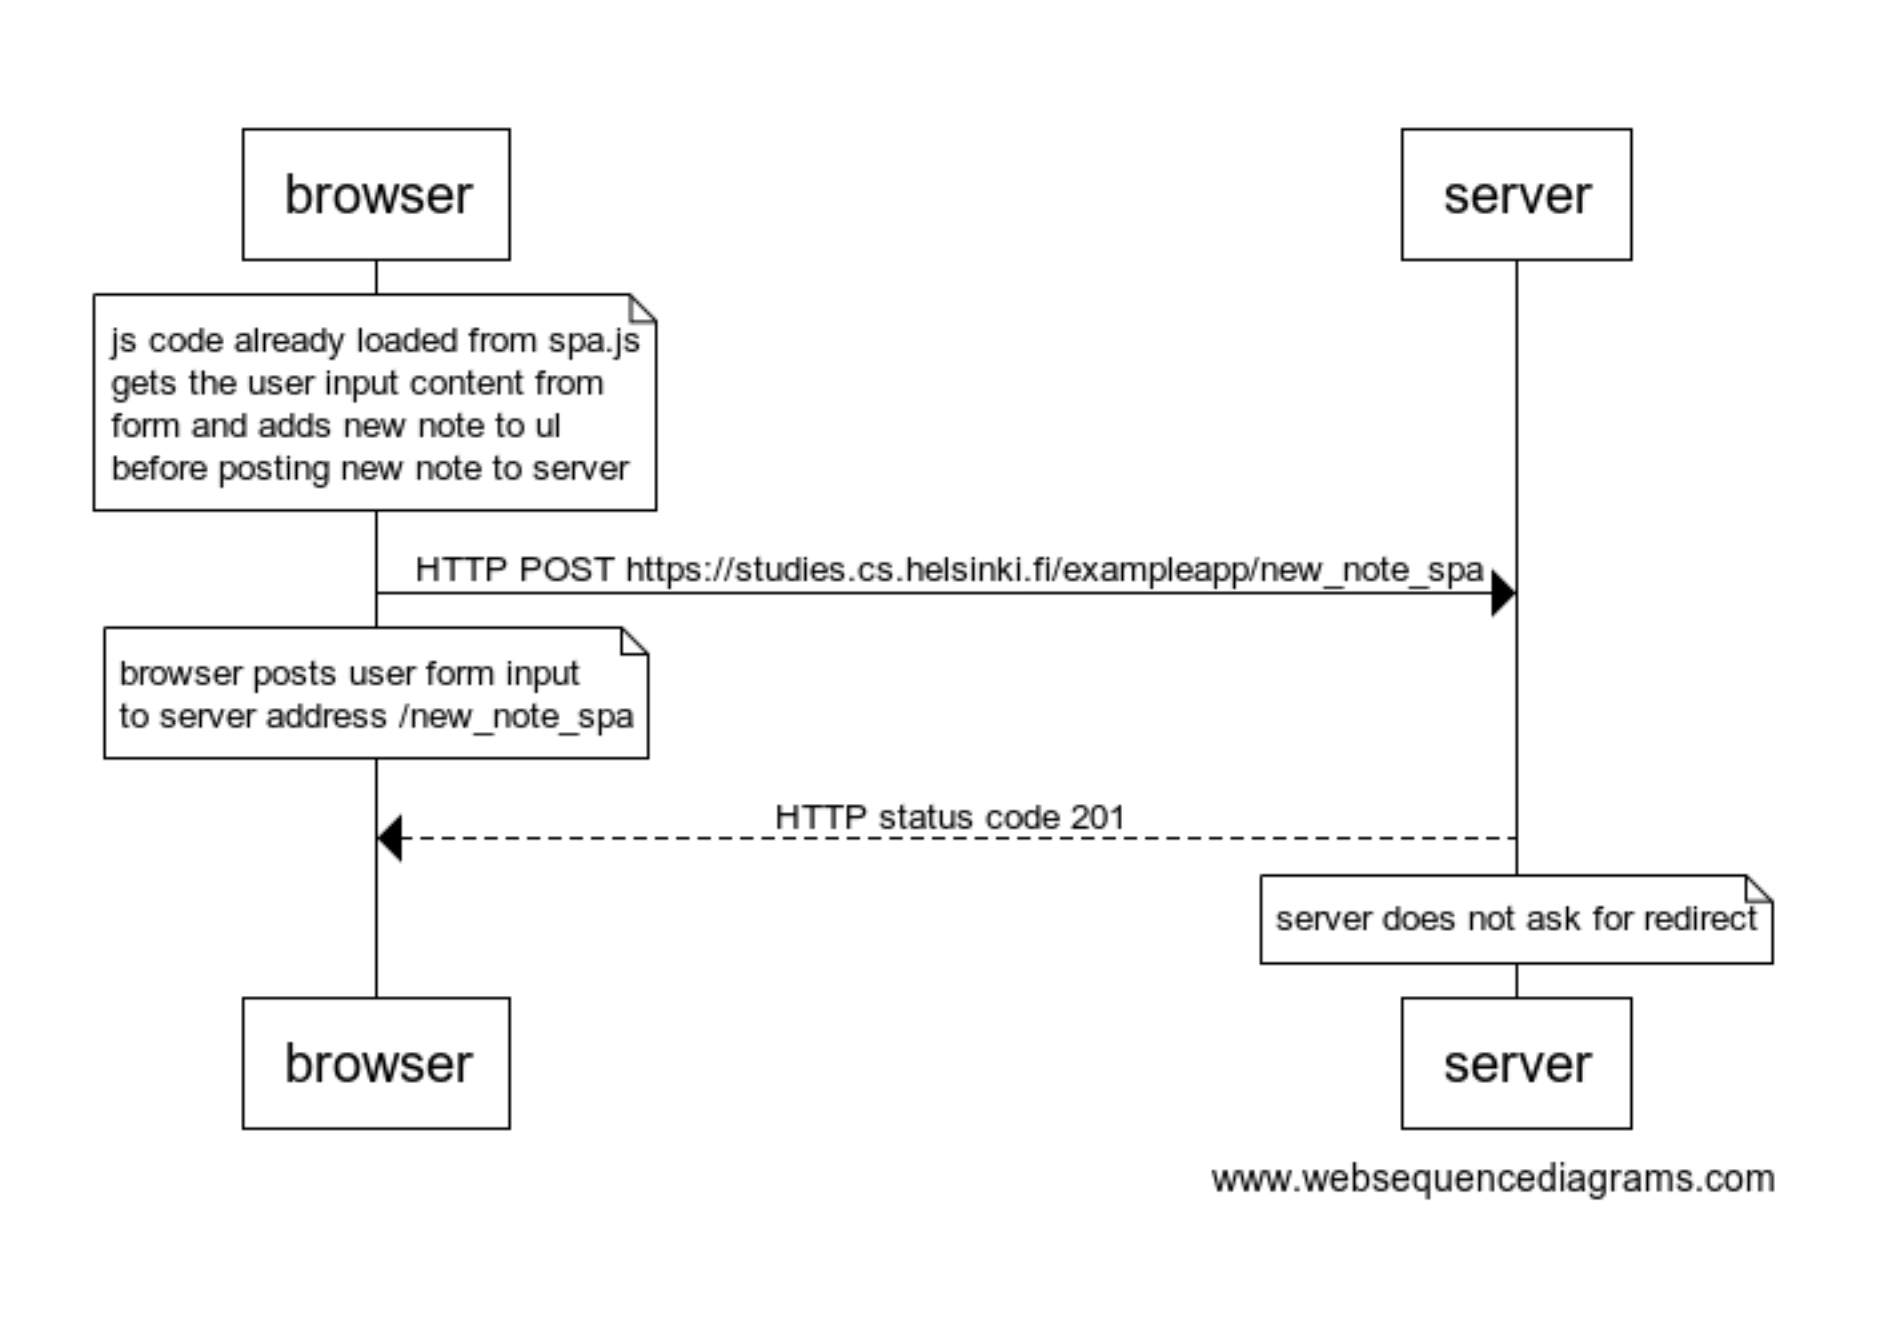 browser
server
js code already loaded from spa.js
gets the user input content from
form and adds new note to ul
before posting new note to server
HTTP POST https://studies.cs.helsinki.fi/exampleapp/new_note_spa
browser posts user form input
to server address /new_note_spa
HTTP status code 201
server does not ask for redirect
browser
server
www.websequencediagrams.com